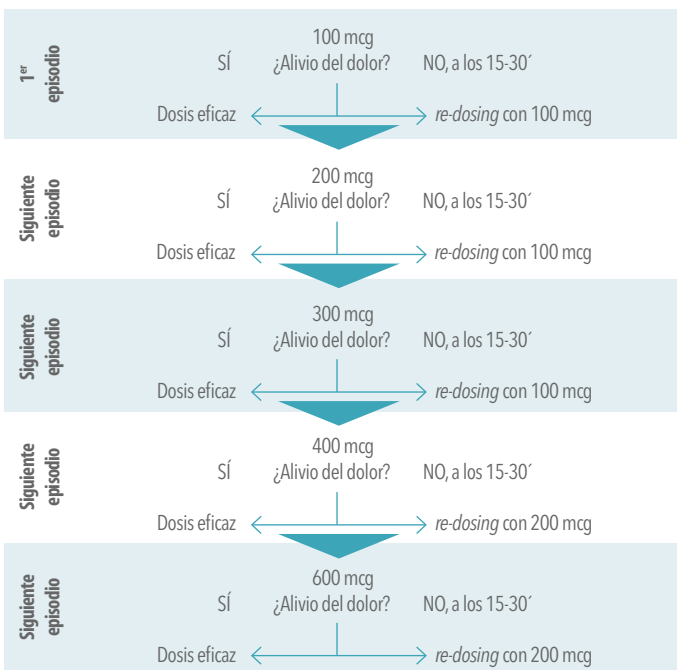 1er
episodio
100 mcg
SÍ ¿Alivio del dolor? NO, a los 15-30´
Dosis eficaz re-dosing con 100 mcg
Siguiente
episodio
200 mcg
SÍ ¿Alivio del dolor? NO, a los 15-30´
Dosis eficaz re-dosing con 100 mcg
Siguiente
episodio
300 mcg
SÍ ¿Alivio del dolor? NO, a los 15-30´
Dosis eficaz re-dosing con 100 mcg
Siguiente
episodio
400 mcg
SÍ ¿Alivio del dolor? NO, a los 15-30´
Dosis eficaz re-dosing con 200 mcg
Siguiente
episodio
600 mcg
SÍ ¿Alivio del dolor? NO, a los 15-30´
Dosis eficaz re-dosing con 200 mcg